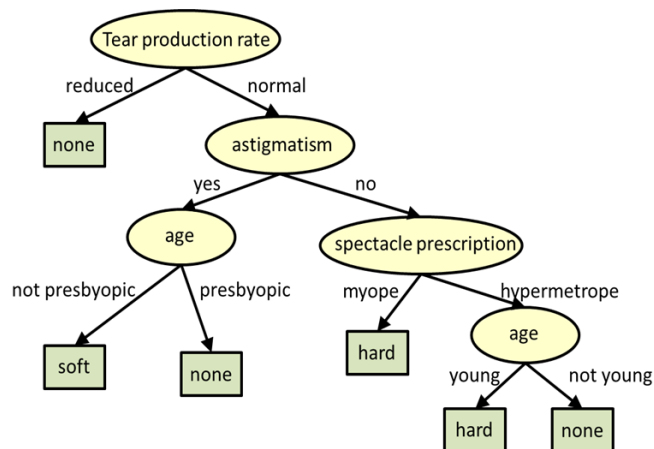 Tear production rate
reduced
normal
none
astigmatism
yes
no
age
spectacle prescription
not presbyopic
presbyopic
myope
hypermetrope
soft
none
hard
age
young
not young
hard
none